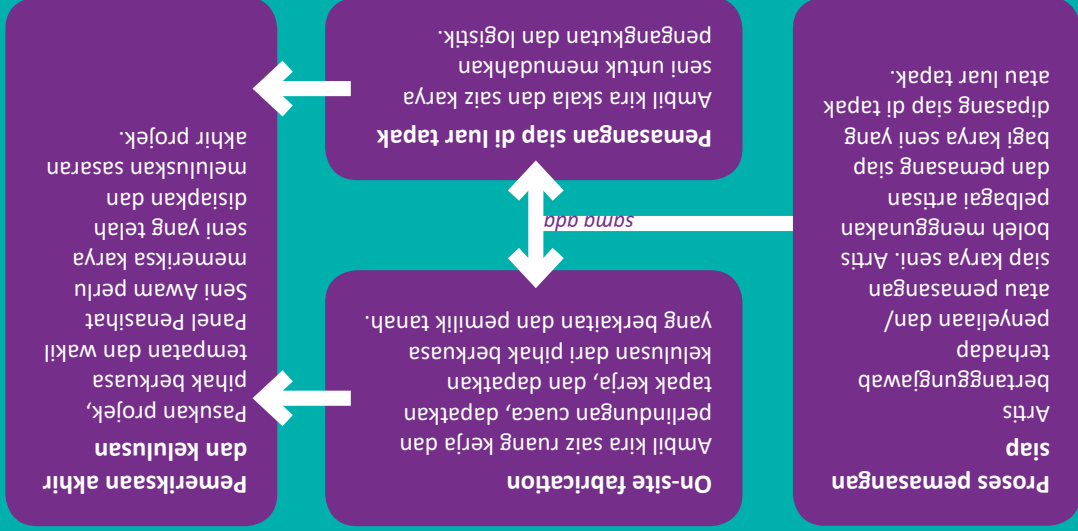 Proses pemasangan
siap
Artis
bertanggungjawab
terhadap
penyeliaan dan/
atau pemasangan
siap karya seni. Artis
boleh menggunakan
pelbagai artisan
dan pemasang siap
bagi karya seni yang
dipasang siap di tapak
atau luar tapak.
sama ada
On-site fabrication
Ambil kira saiz ruang kerja dan
perlindungan cuaca, dapatkan
tapak kerja, dan dapatkan
kelulusan dari pihak berkuasa
yang berkaitan dan pemilik tanah.
Pemasangan siap di luar tapak
Ambil kira skala dan saiz karya
seni untuk memudahkan
pengangkutan dan logistik.
Pemeriksaan akhir
dan kelulusan
Pasukan projek,
pihak berkuasa
tempatan dan wakil
Panel Penasihat
Seni Awam perlu
memeriksa karya
seni yang telah
disiapkan dan
meluluskan sasaran
akhir projek.